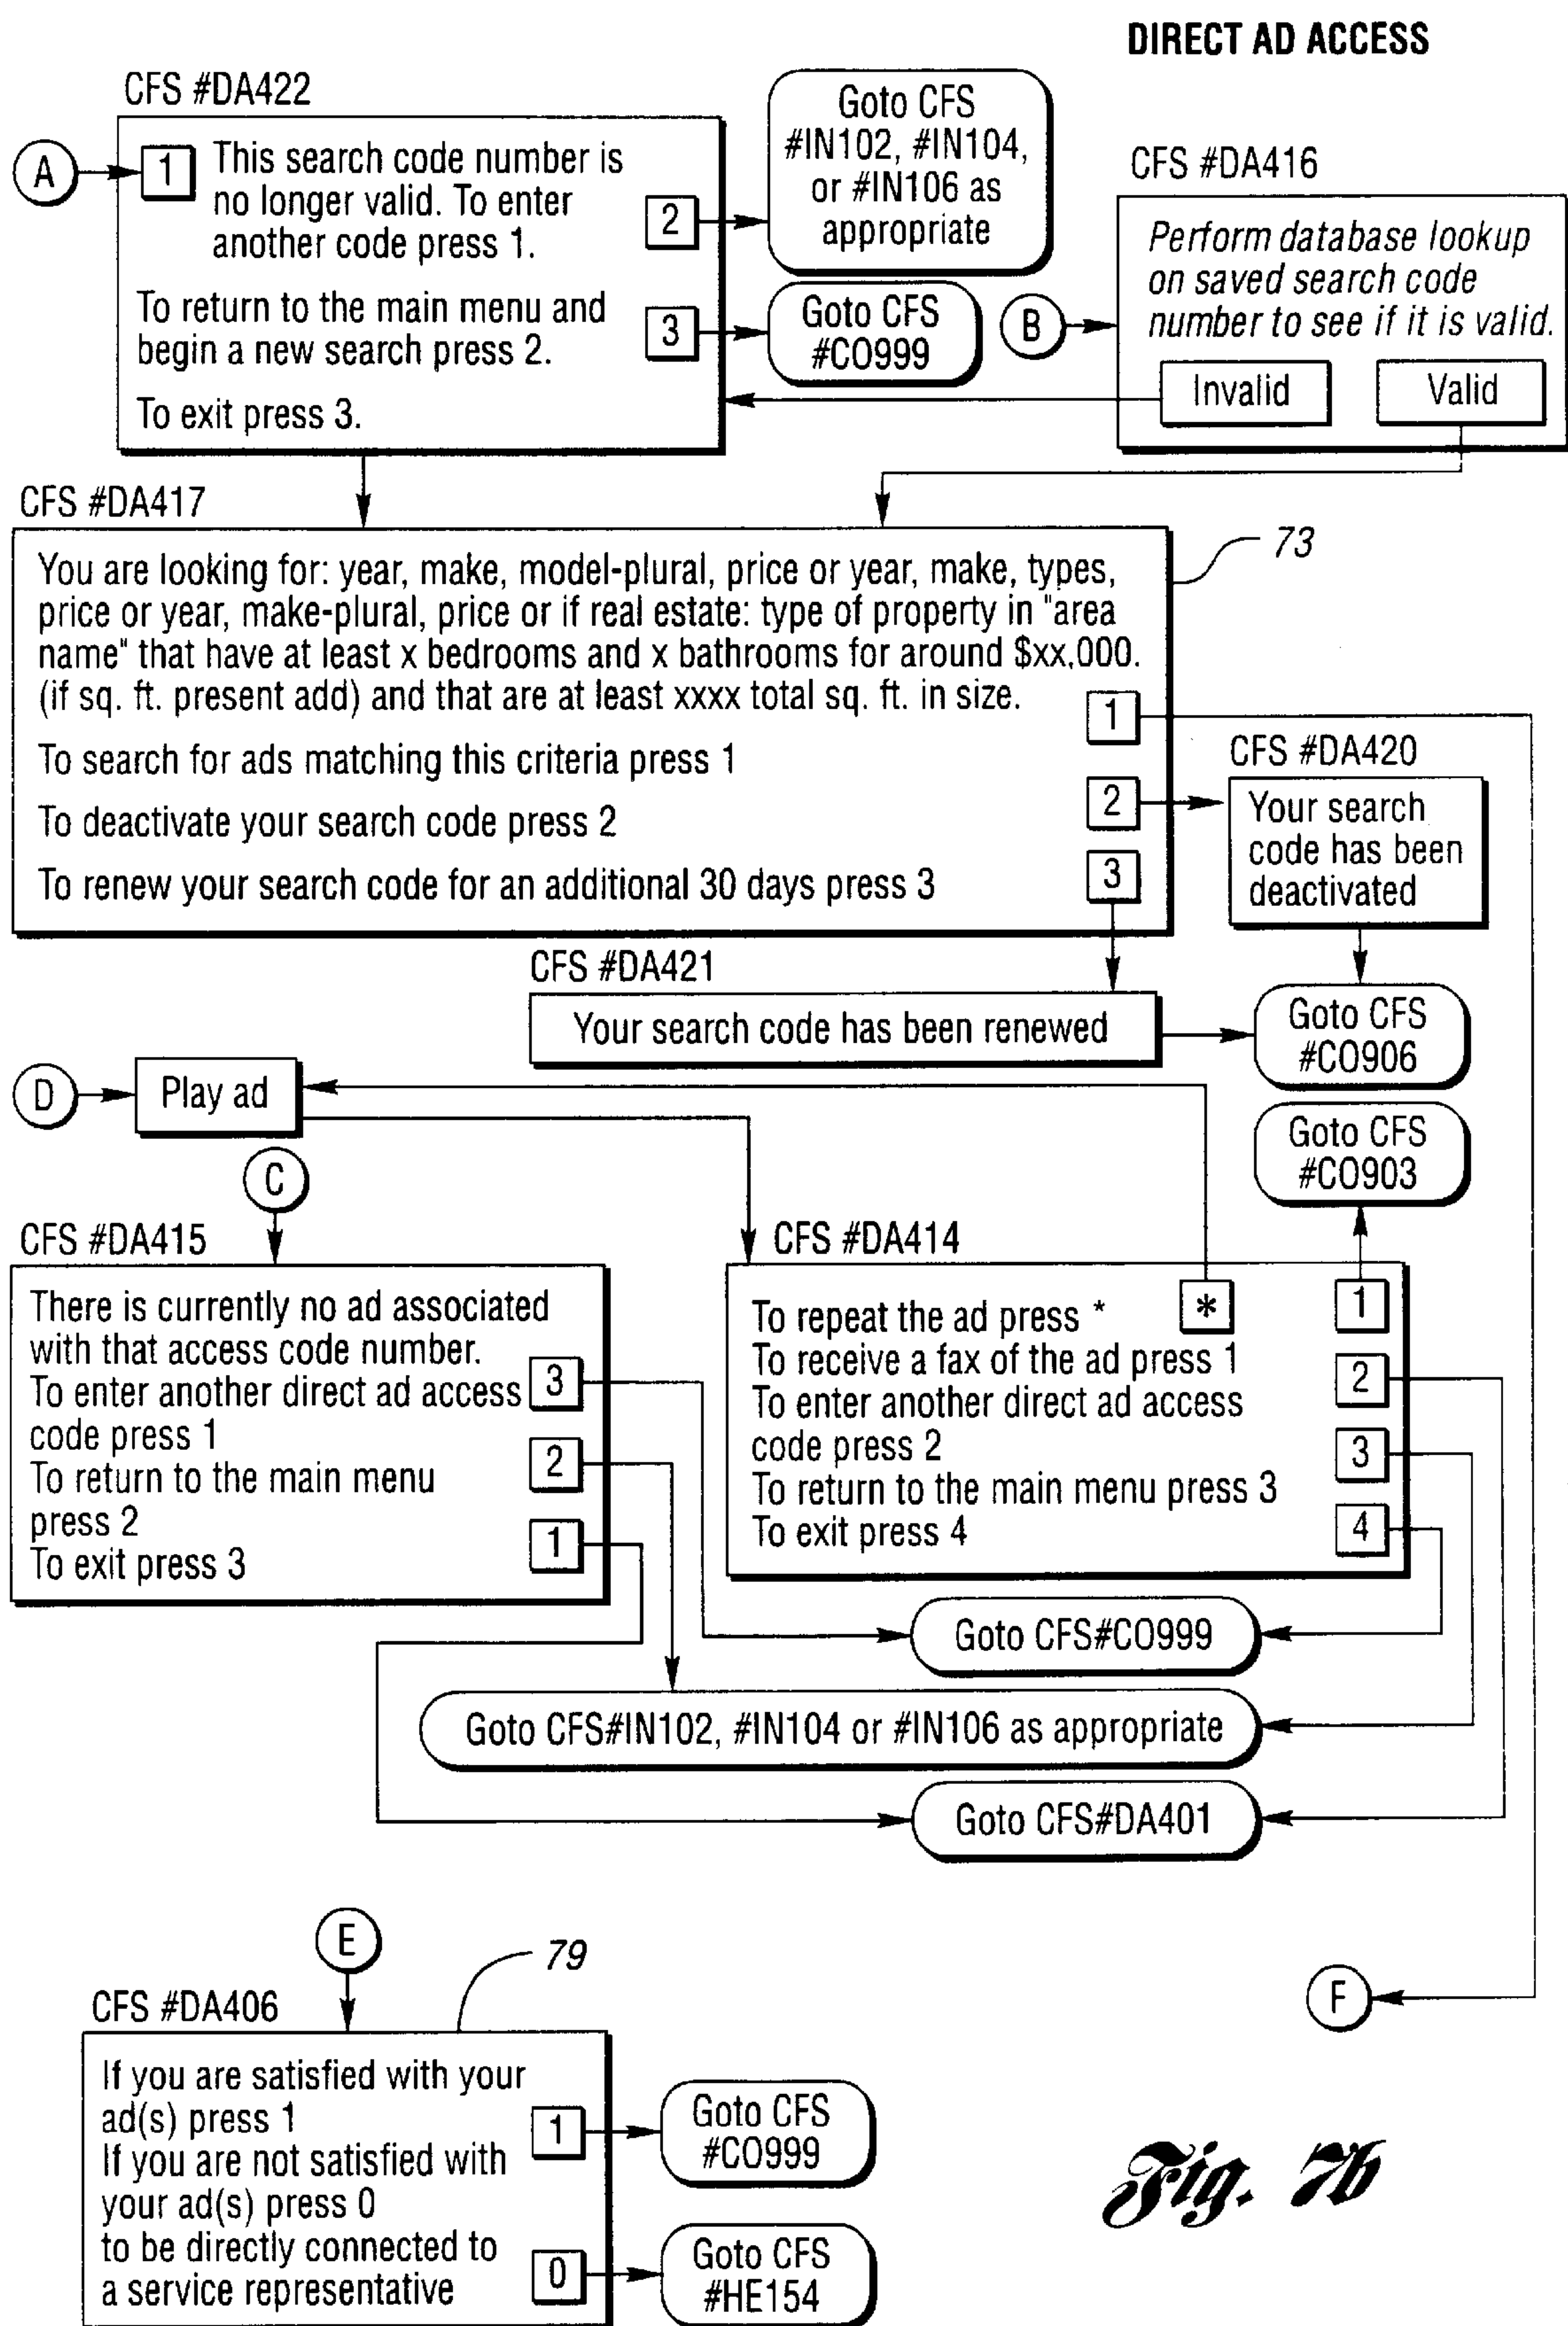 DIRECT AD ACCESS
CFS #DA422
A
1
This search code number is
no longer valid. To enter
another code press 1.
To return to the main menu and
begin a new search press 2.
To exit press 3.
2
3
Goto CFS
#IN102, #IN104,
or #IN106 as
appropriate
Goto CFS
#CO999
B
CFS #DA416
Perform database lookup
on saved search code
number to see if it is valid.
Invalid
Valid
CFS #DA417
73
You are looking for: year, make, model-plural, price or year, make, types,
price or year, make-plural, price or if real estate: type of property in "area
name" that have at least x bedrooms and x bathrooms for around $xx,000.
(if sq. ft. present add) and that are at least xxxx total sq. ft. in size.
To search for ads matching this criteria press 1
To deactivate your search code press 2
To renew your search code for an additional 30 days press 3
1
2
3
CFS #DA420
Your search
code has been
deactivated
CFS #DA421
Your search code has been renewed
Goto CFS
#CO906
D
Play ad
Goto CFS
#CO903
C
CFS #DA415
There is currently no ad associated
with that access code number.
To enter another direct ad access
code press 1
To return to the main menu
press 2
To exit press 3
3
2
1
CFS #DA414
To repeat the ad press *
To receive a fax of the ad press 1
To enter another direct ad access
code press 2
To return to the main menu press 3
To exit press 4
*
1
2
3
4
Goto CFS#CO999
Goto CFS#IN102, #IN104 or #IN106 as appropriate
Goto CFS#DA401
E
79
F
CFS #DA406
If you are satisfied with your
ad(s) press 1
If you are not satisfied with
your ad(s) press 0
to be directly connected to
a service representative
1
0
Goto CFS
#CO999
Goto CFS
#HE154
Fig. 7b